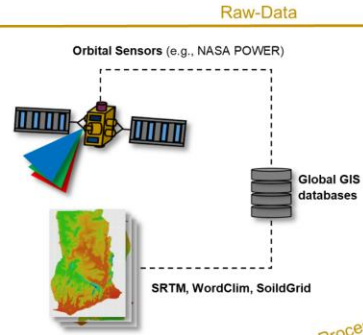 Raw-Data
Orbital Sensors (e.g., NASA POWER)
Global GIS
databases
SRTM, WordClim, SoildGrid